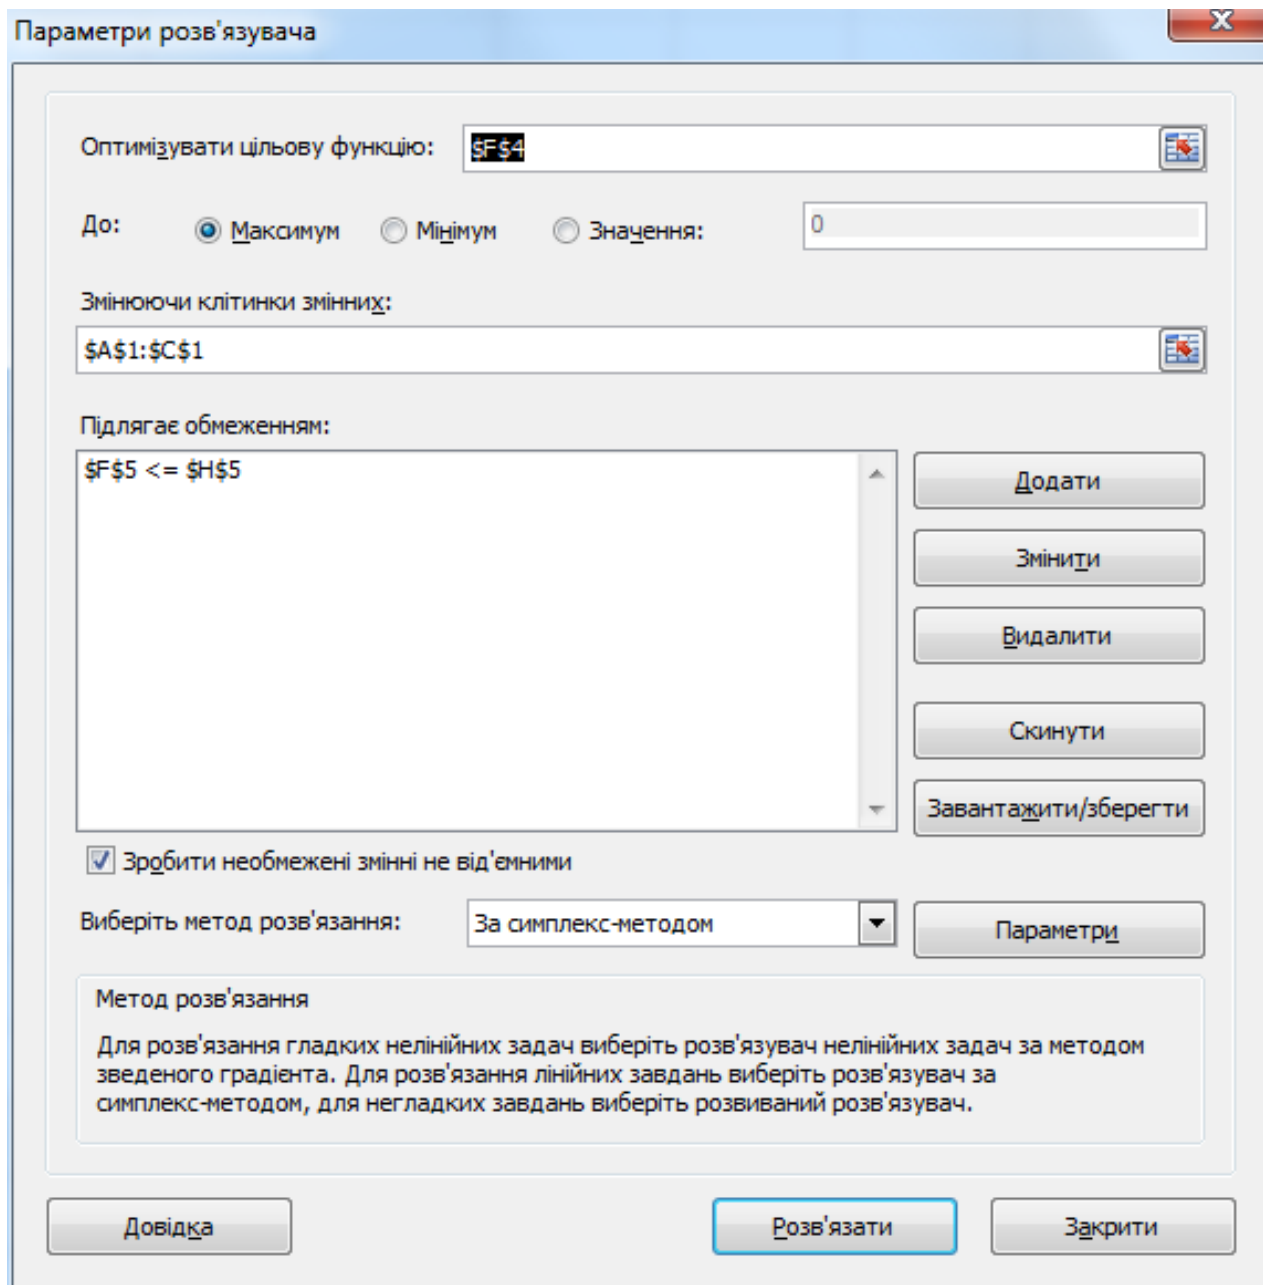 Параметри розв'язувача
X
Оптимізувати цільову функцію: $F$4
До: Максимум Мінімум Значення: 0
Змінюючи клітинки змінних:
$A$1:$C$1
Підлягає обмеженням:
$F$5 <= $H$5
Додати
Змінити
Видалити
Скинути
Завантажити/зберегти
Зробити необмежені змінні не від'ємними
Виберіть метод розв'язання: За симплекс-методом Параметри
Метод розв'язання
Для розв'язання гладких нелінійних задач виберіть розв'язувач нелінійних задач за методом
зведеного градієнта. Для розв'язання лінійних завдань виберіть розв'язувач за
симплекс-методом, для негладких завдань виберіть розвиваний розв'язувач.
Довідка Розв'язати Закрити